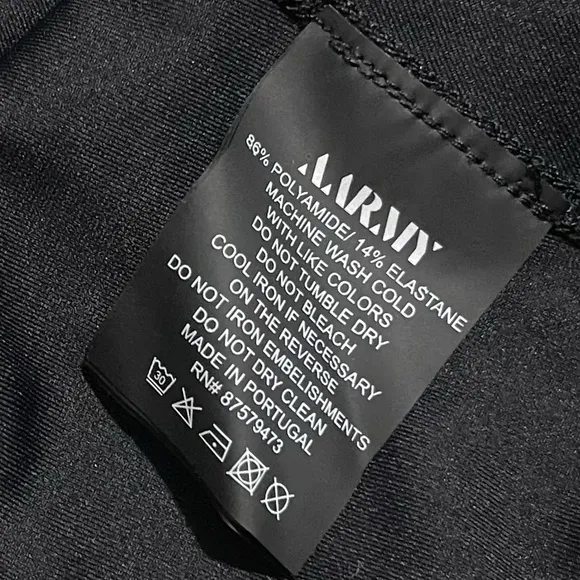 AARMY
86% POLYAMIDE/ 14% ELASTANE
MACHINE WASH COLD
WITH LIKE COLORS
DO NOT TUMBLE DRY
DO NOT BLEACH
COOL IRON IF NECESSARY
ON THE REVERSE
DO NOT IRON EMBELISHMENTS
DO NOT DRY CLEAN
MADE IN PORTUGAL
RN# 87579473
30